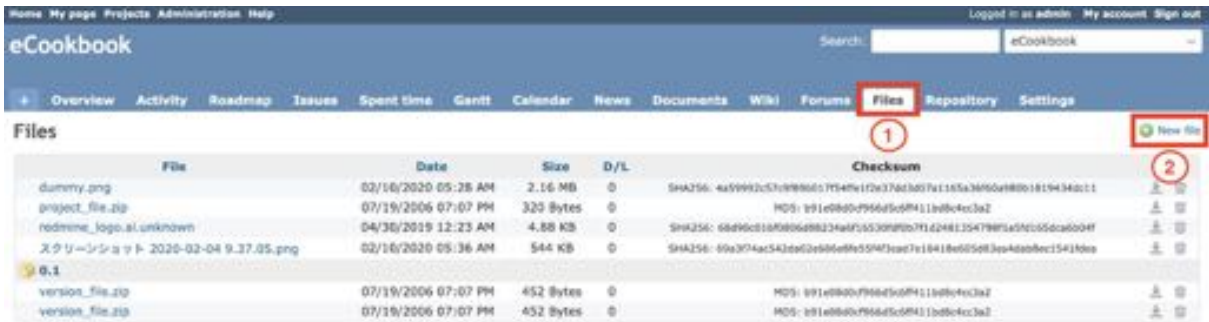 Home My page Projects Administration Help Logged in as admin My account Sign out
eCookbook Search: eCookbook
+ Overview Activity Roadmap Issues Spent time Gantt Calendar News Documents Wiki Forums Files Repository Settings
Files 1 New file
File Date Size D/L Checksum 2
dummy.png 02/10/2020 05:28 AM 2.16 MB 0 SHA256:
project_file.zip 07/19/2006 07:07 PM 320 Bytes 0 MD5:
redmine_logo.ai.unknown 04/30/2019 12:23 AM 4.88 KB 0 SHA256:
スクリーンショット 2020-02-04 9.37.05.png 02/10/2020 05:36 AM 544 KB 0 SHA256:
0.1
version_file.zip 07/19/2006 07:07 PM 452 Bytes 0 MD5:
version_file.zip 07/19/2006 07:07 PM 452 Bytes 0 MD5: